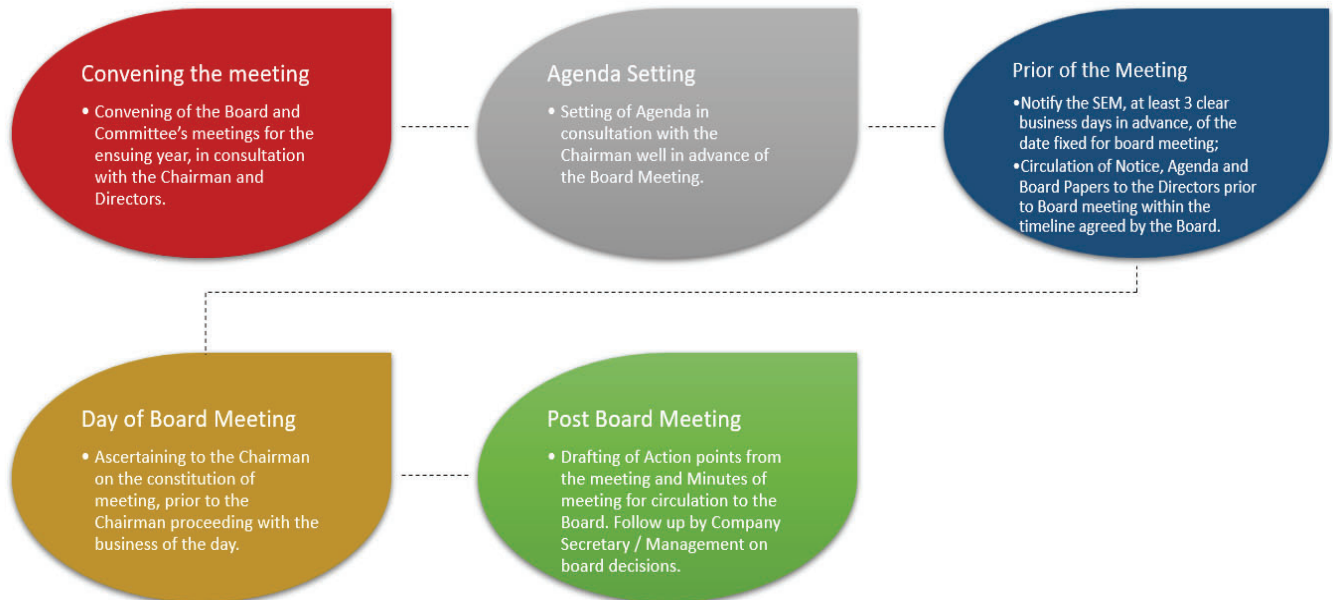 Convening the meeting
• Convening of the Board and
Committee's meetings for the
ensuing year, in consultation
with the Chairman and
Directors.
Agenda Setting
• Setting of Agenda in
consultation with the
Chairman well in advance of
the Board Meeting.
Prior of the Meeting
•Notify the SEM, at least 3 clear
business days in advance, of the
date fixed for board meeting;
•Circulation of Notice, Agenda and
Board Papers to the Directors prior
to Board meeting within the
timeline agreed by the Board.
Day of Board Meeting
• Ascertaining to the Chairman
on the constitution of
meeting, prior to the
Chairman proceeding with the
business of the day.
Post Board Meeting
• Drafting of Action points from
the meeting and Minutes of
meeting for circulation to the
Board. Follow up by Company
Secretary / Management on
board decisions.